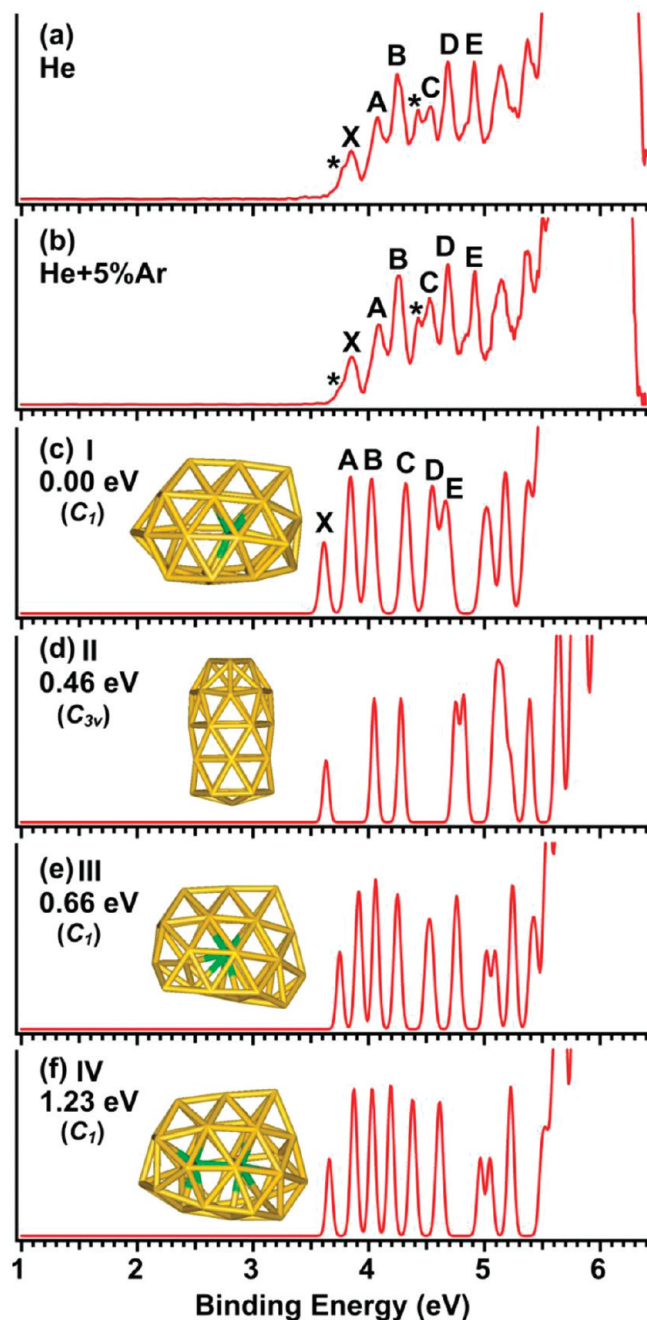 (a)
He
* X A B * C D E
(b)
He+5%Ar
* X A B * C D E
(c) I
0.00 eV
(C₁)
X A B C D E
(d) II
0.46 eV
(C₃ᵥ)
(e) III
0.66 eV
(C₁)
(f) IV
1.23 eV
(C₁)
1 2 3 4 5 6
Binding Energy (eV)